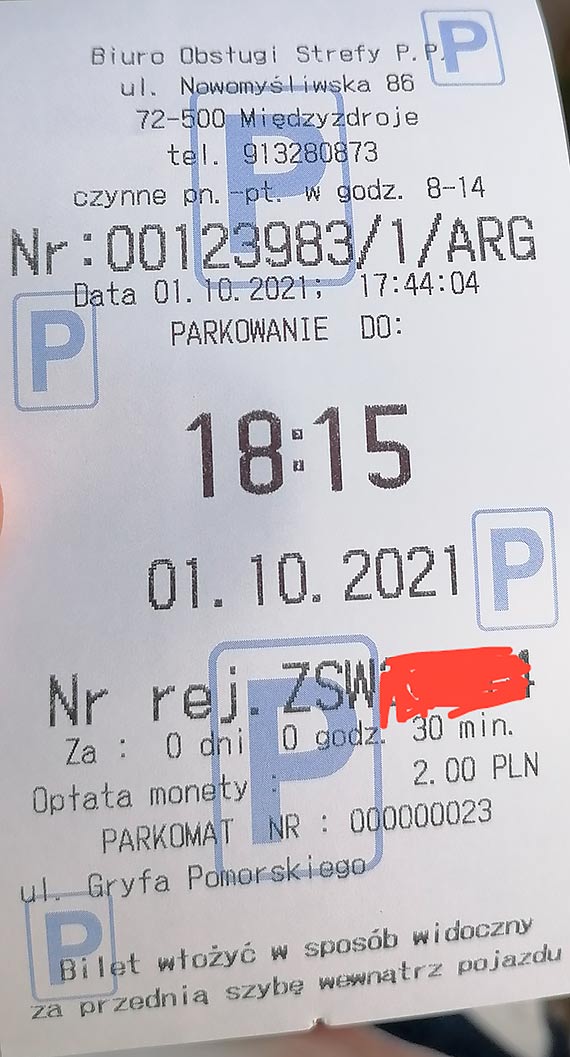 Biuro Obsługi Strefy P.P.
P
ul. Nowomyśliwska 86
72-500 Międzyzdroje
tel. 913280873
czynne pn.-pt. w godz. 8-14
P
Nr:00123983/1/ARG
Data 01.10.2021; 17:44:04
PARKOWANIE DO:
P
18:15
01.10.2021
P
Nr rej. ZSW
Za : 0 dni 0 godz. 30 min.
Opłata monety : 2.00 PLN
P
PARKOMAT NR : 000000023
ul. Gryfa Pomorskiego
P
Bilet włożyć w sposób widoczny
za przednią szybę wewnątrz pojazdu